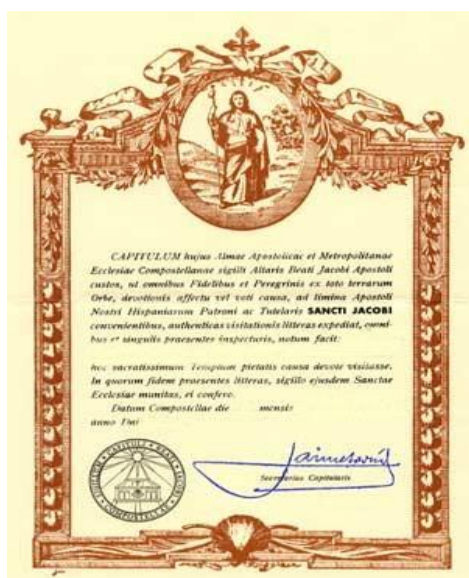 CAPITULUM hujus Almae Apostolicae et Metropolitanae
Ecclesiae Compostellanae sigilli Altaris Beati Jacobi Apostoli
custos, ut omnibus Fidelibus et Peregrinis ex toto terrarum
Orbe, devotionis affectu vel voti causa, ad limina Apostoli
Nostri Hispaniarum Patroni ac Tutelaris SANCTI JACOBI
convenientibus, authenticas visitationis litteras expediat, omni-
bus et singulis praesentes inspecturis, notum facit:
hoc sacratissimum Templum pietatis causa devote visitasse.
In quorum fidem praesentes litteras, sigillo ejusdem Sanctae
Ecclesiae munitas, ei confero.
Datum Compostellae die mensis
anno Dni
Secretarius Capitularis